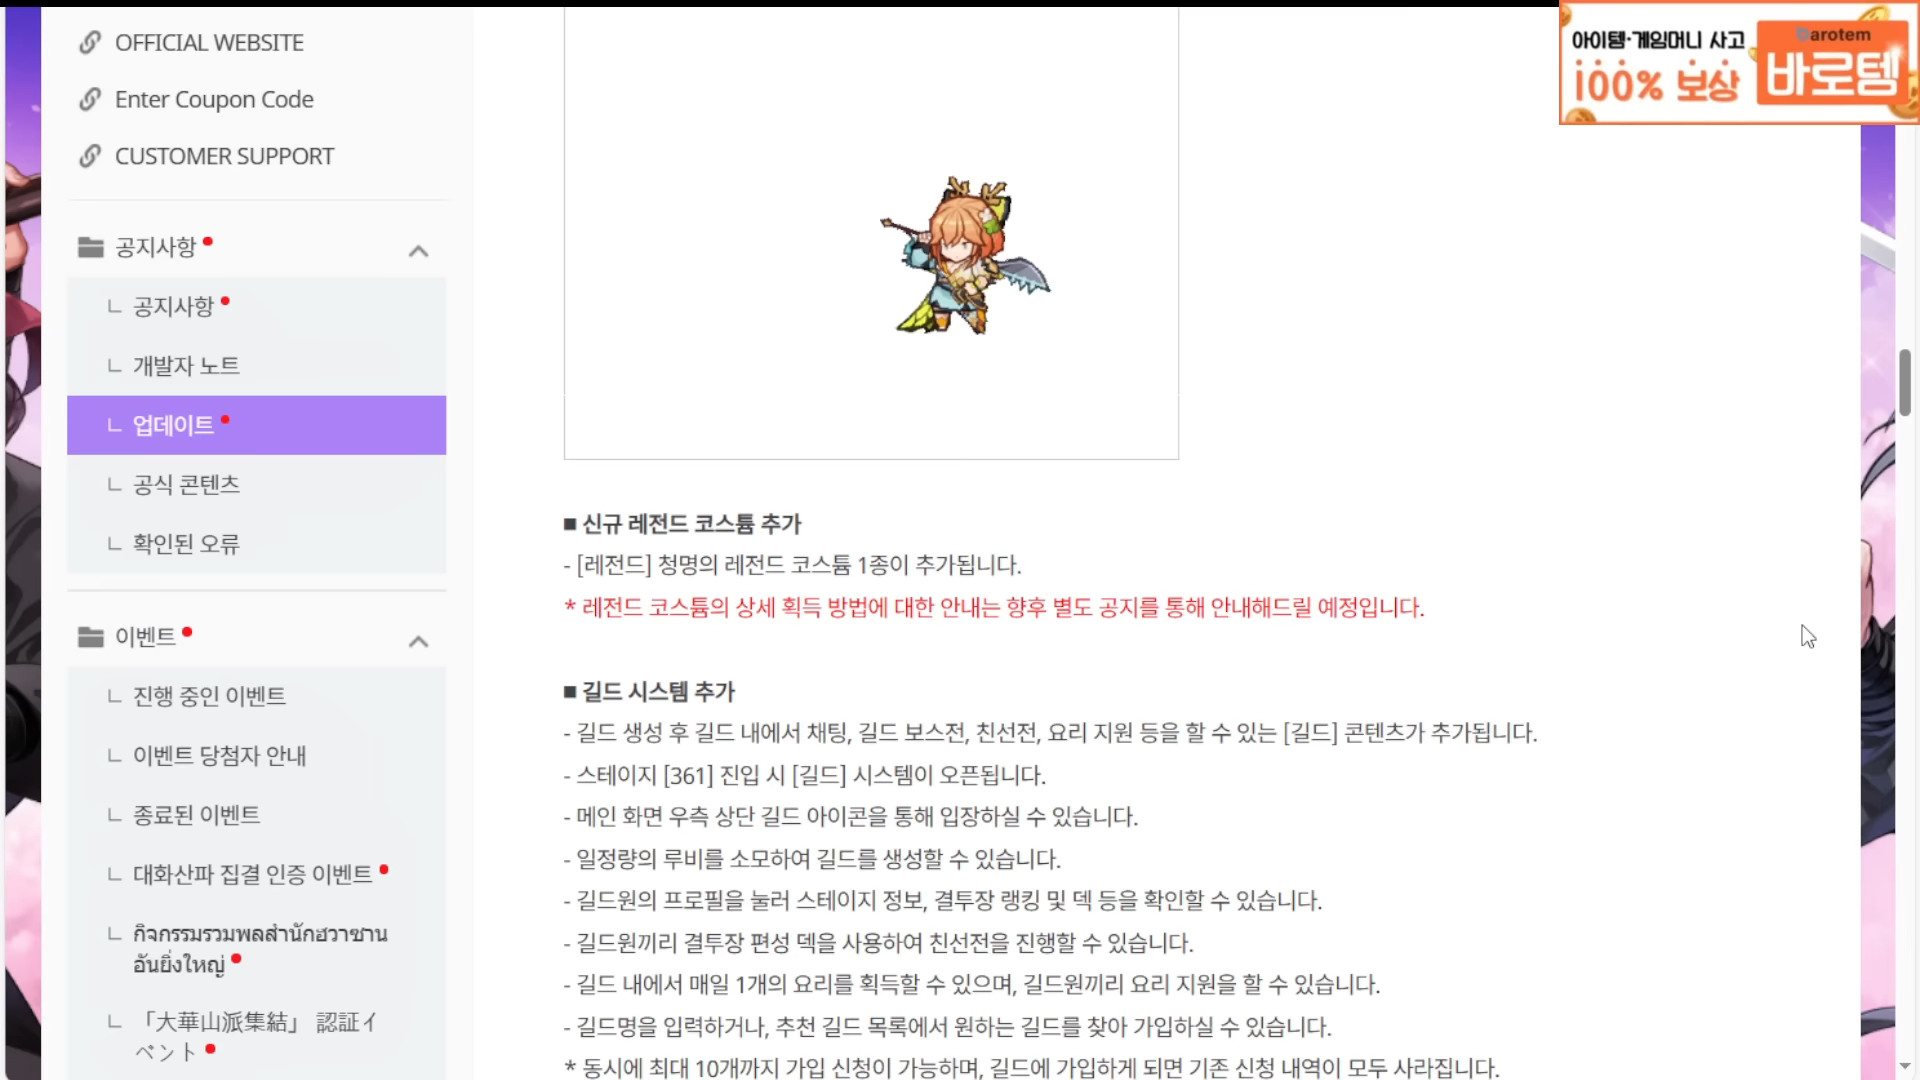 OFFICIAL WEBSITE
Enter Coupon Code
CUSTOMER SUPPORT
공지사항
ㄴ 공지사항
ㄴ 개발자 노트
ㄴ 업데이트
ㄴ 공식 콘텐츠
ㄴ 확인된 오류
이벤트
ㄴ 진행 중인 이벤트
ㄴ 이벤트 당첨자 안내
ㄴ 종료된 이벤트
ㄴ 대화산파 집결 인증 이벤트
ㄴ กิจกรรมรวมพลสำนักฮวาซาน
อันยิ่งใหญ่
ㄴ 「大華山派集結」 認証イ
ベント
아이템·게임머니 사고
100% 보상
Barotem
바로템
■ 신규 레전드 코스튬 추가
- [레전드] 청명의 레전드 코스튬 1종이 추가됩니다.
* 레전드 코스튬의 상세 획득 방법에 대한 안내는 향후 별도 공지를 통해 안내해드릴 예정입니다.
■ 길드 시스템 추가
- 길드 생성 후 길드 내에서 채팅, 길드 보스전, 친선전, 요리 지원 등을 할 수 있는 [길드] 콘텐츠가 추가됩니다.
- 스테이지 [361] 진입 시 [길드] 시스템이 오픈됩니다.
- 메인 화면 우측 상단 길드 아이콘을 통해 입장하실 수 있습니다.
- 일정량의 루비를 소모하여 길드를 생성할 수 있습니다.
- 길드원의 프로필을 눌러 스테이지 정보, 결투장 랭킹 및 덱 등을 확인할 수 있습니다.
- 길드원끼리 결투장 편성 덱을 사용하여 친선전을 진행할 수 있습니다.
- 길드 내에서 매일 1개의 요리를 획득할 수 있으며, 길드원끼리 요리 지원을 할 수 있습니다.
- 길드명을 입력하거나, 추천 길드 목록에서 원하는 길드를 찾아 가입하실 수 있습니다.
* 동시에 최대 10개까지 가입 신청이 가능하며, 길드에 가입하게 되면 기존 신청 내역이 모두 사라집니다.